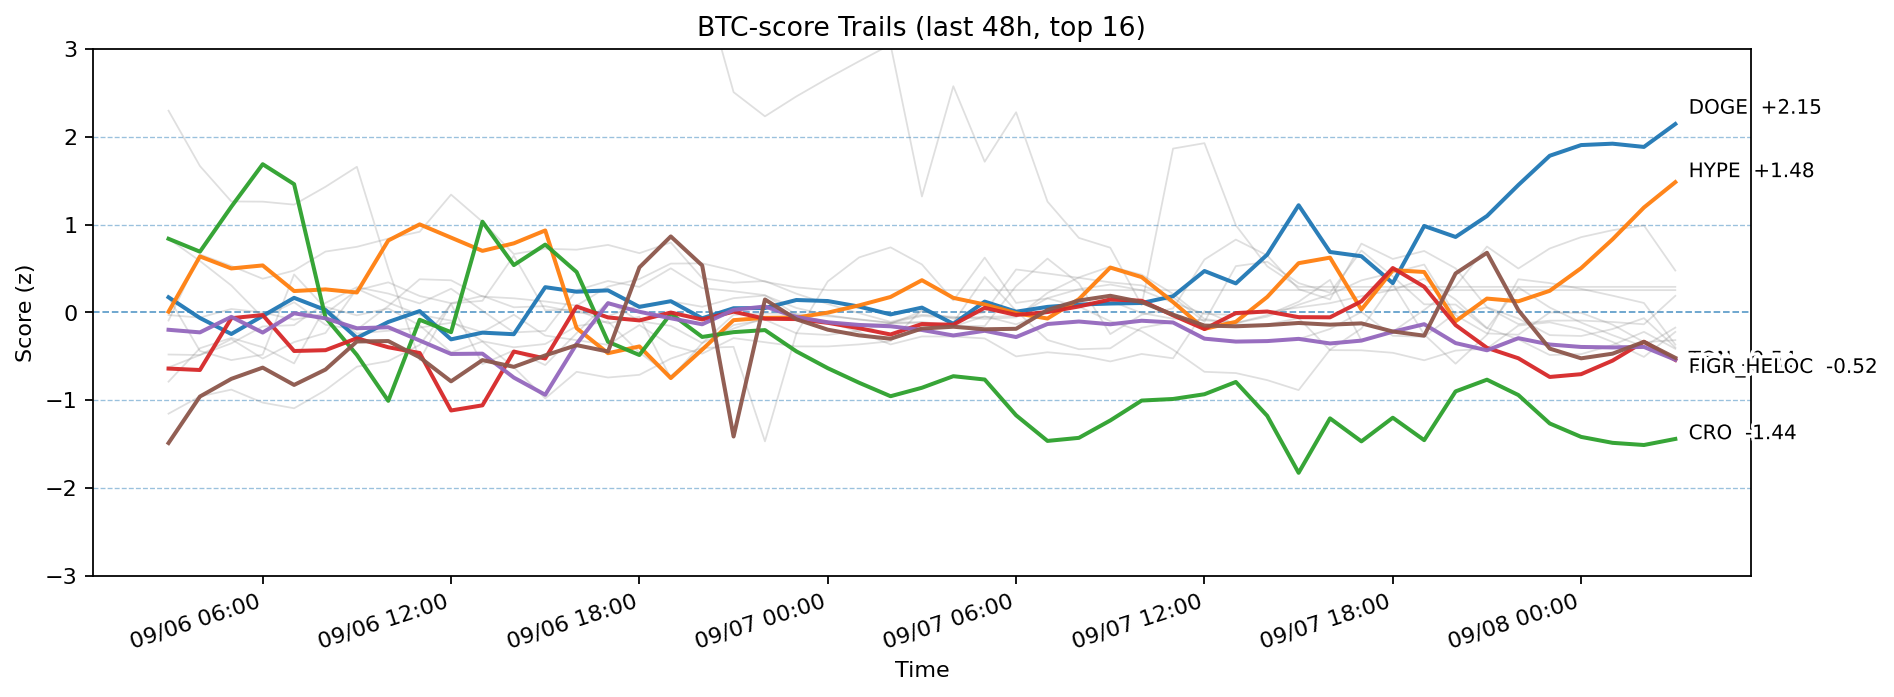 BTC-score Trails (last 48h, top 16)
Score (z)
3
2
1
0
−1
−2
−3
DOGE +2.15
HYPE +1.48
FIGR_HELOC -0.52
CRO -1.44
09/06 06:00
09/06 12:00
09/06 18:00
09/07 00:00
09/07 06:00
09/07 12:00
09/07 18:00
09/08 00:00
Time